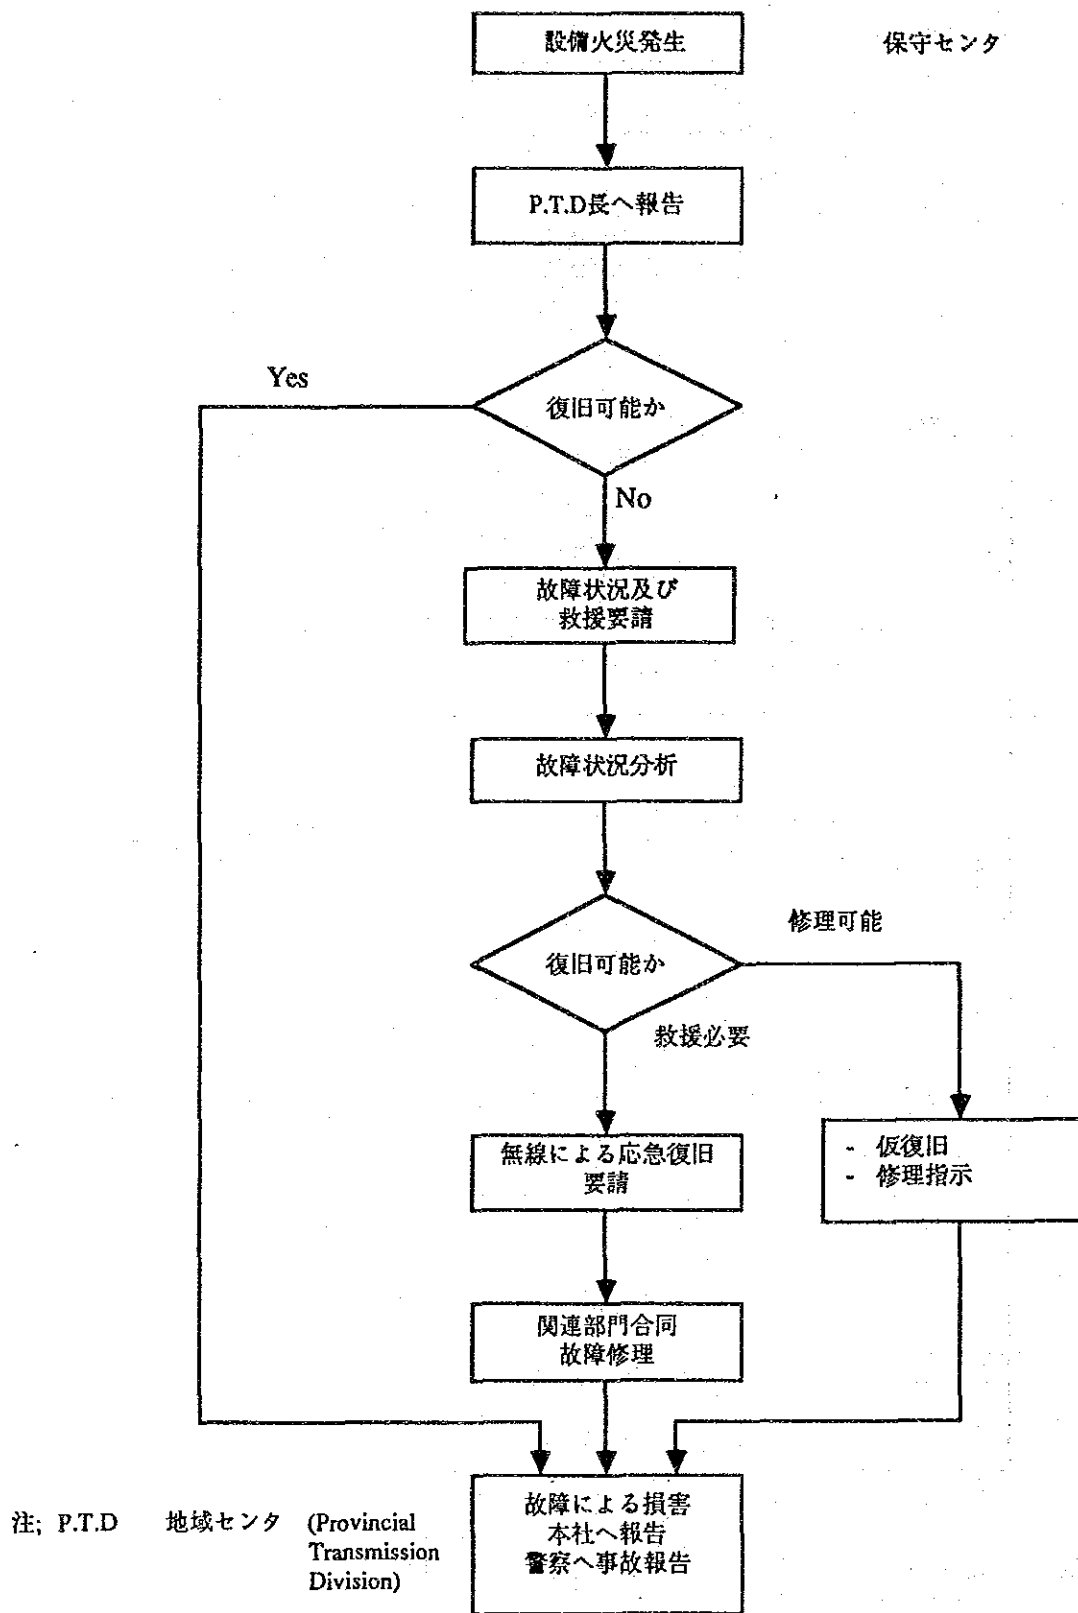 設備火災発生
保守センタ
P.T.D長へ報告
Yes
復旧可能か
No
故障状況及び
救援要請
故障状況分析
修理可能
復旧可能か
救援必要
無線による応急復旧
要請
- 仮復旧
- 修理指示
関連部門合同
故障修理
故障による損害
本社へ報告
警察へ事故報告
注; P.T.D 地域センタ (Provincial
Transmission
Division)